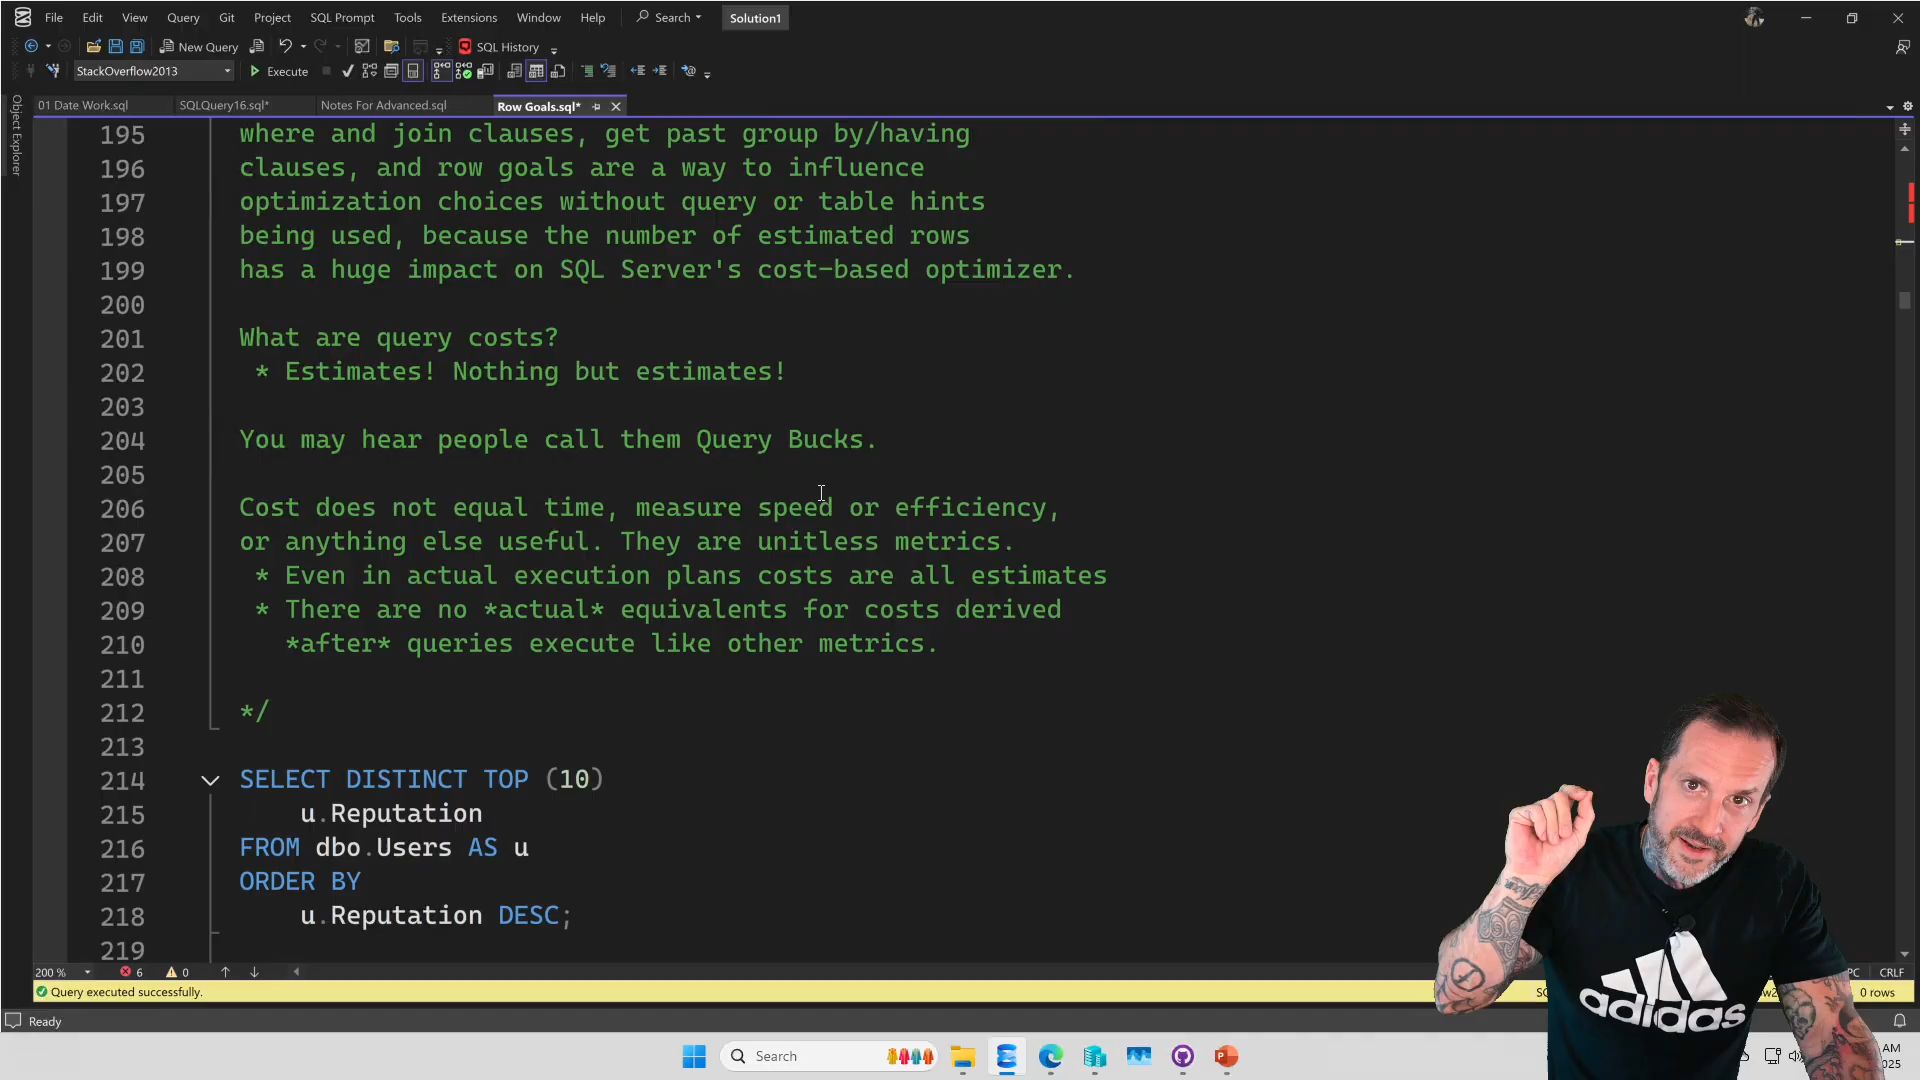 File Edit View Query Git Project SQL Prompt Tools Extensions Window Help Search Solution1
New Query SQL History
StackOverflow2013 Execute
01 Date Work.sql SQLQuery16.sql* Notes For Advanced.sql Row Goals.sql*
Object Explorer
195 where and join clauses, get past group by/having
196 clauses, and row goals are a way to influence
197 optimization choices without query or table hints
198 being used, because the number of estimated rows
199 has a huge impact on SQL Server's cost-based optimizer.
200
201 What are query costs?
202 * Estimates! Nothing but estimates!
203
204 You may hear people call them Query Bucks.
205
206 Cost does not equal time, measure speed or efficiency,
207 or anything else useful. They are unitless metrics.
208 * Even in actual execution plans costs are all estimates
209 * There are no *actual* equivalents for costs derived
210 *after* queries execute like other metrics.
211
212 */
213
214 SELECT DISTINCT TOP (10)
215 u.Reputation
216 FROM dbo.Users AS u
217 ORDER BY
218 u.Reputation DESC;
219
200 % 6 0 CRLF
Query executed successfully. 0 rows
Ready
adidas
Search AM